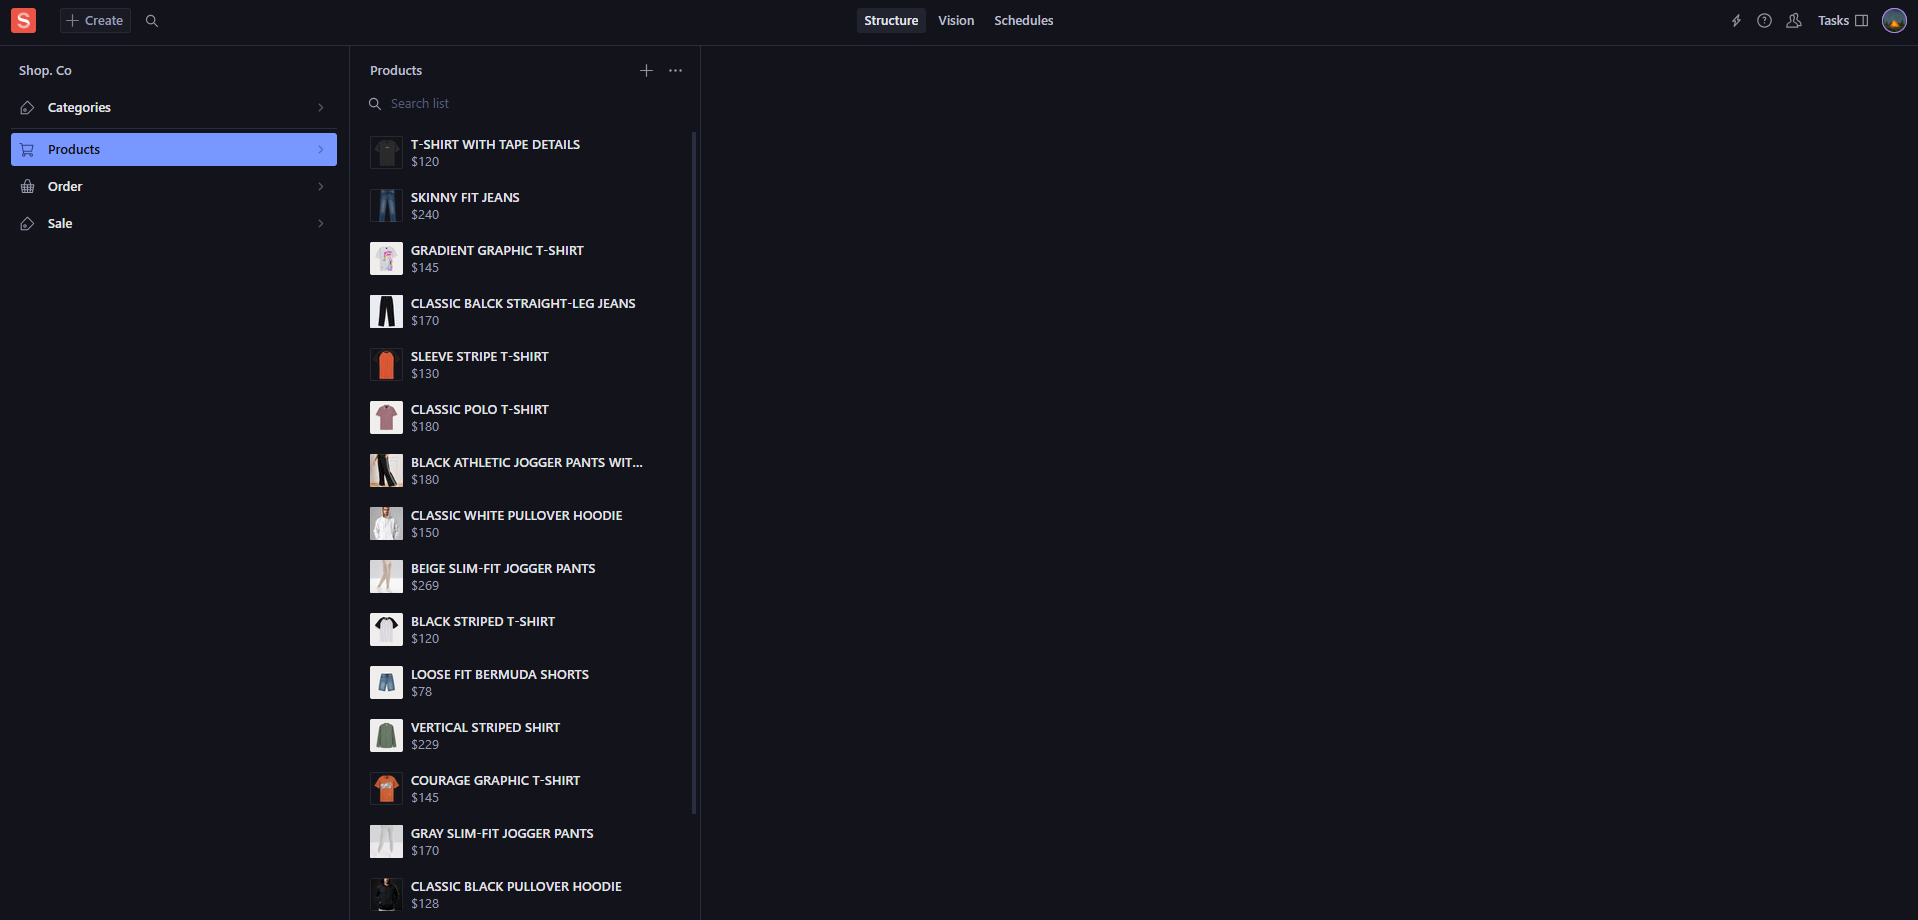 S
Create
Structure
Vision
Schedules
Tasks
Shop. Co
Categories
Products
Order
Sale
Products
Search list
T-SHIRT WITH TAPE DETAILS
$120
SKINNY FIT JEANS
$240
GRADIENT GRAPHIC T-SHIRT
$145
CLASSIC BALCK STRAIGHT-LEG JEANS
$170
SLEEVE STRIPE T-SHIRT
$130
CLASSIC POLO T-SHIRT
$180
BLACK ATHLETIC JOGGER PANTS WIT...
$180
CLASSIC WHITE PULLOVER HOODIE
$150
BEIGE SLIM-FIT JOGGER PANTS
$269
BLACK STRIPED T-SHIRT
$120
LOOSE FIT BERMUDA SHORTS
$78
VERTICAL STRIPED SHIRT
$229
COURAGE GRAPHIC T-SHIRT
$145
GRAY SLIM-FIT JOGGER PANTS
$170
CLASSIC BLACK PULLOVER HOODIE
$128